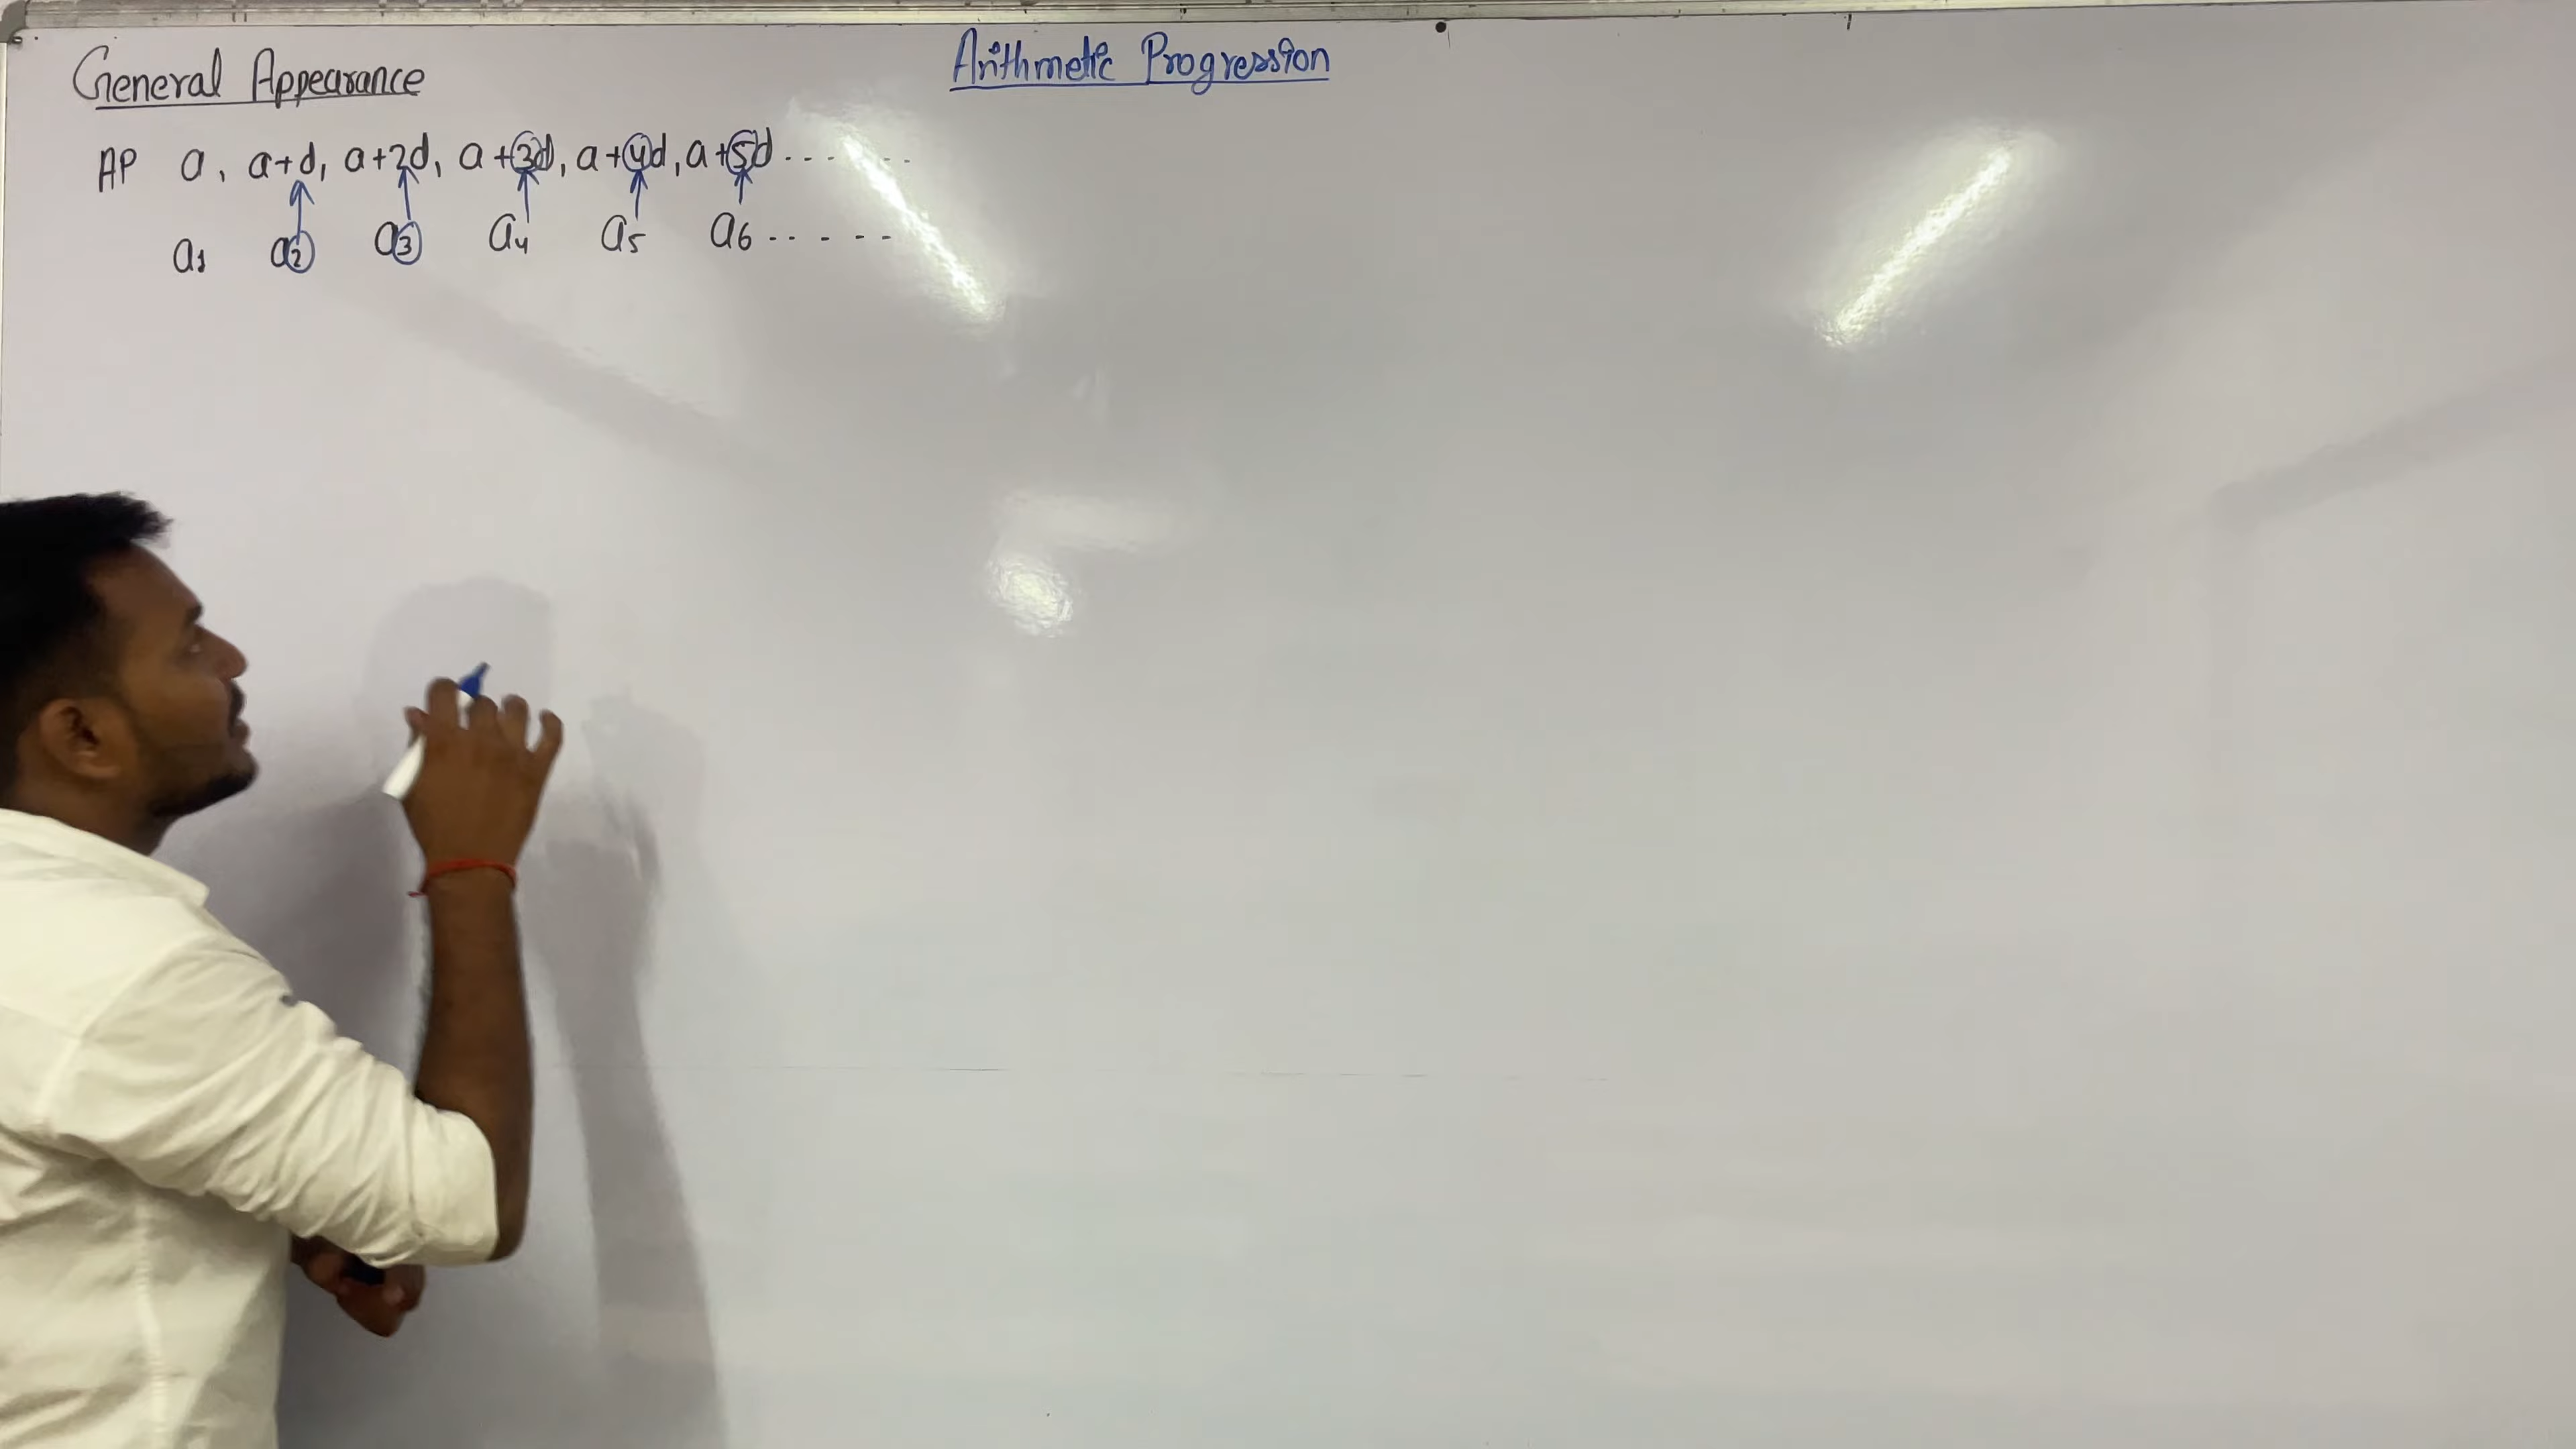 Arithmetic Progression
General Appearance
AP a, a+d, a+2d, a+3d, a+4d, a+5d .......
a₁ a₂ a₃ a₄ a₅ a₆ .....